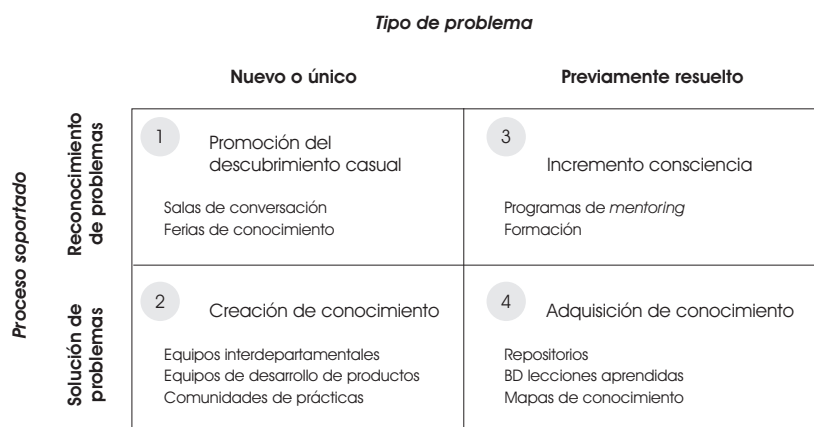 Tipo de problema
Nuevo o único
Previamente resuelto
Proceso soportado
Reconocimiento
de problemas
1
Promoción del
descubrimiento casual
Salas de conversación
Ferias de conocimiento
3
Incremento consciencia
Programas de mentoring
Formación
Solución de
problemas
2
Creación de conocimiento
Equipos interdepartamentales
Equipos de desarrollo de productos
Comunidades de prácticas
4
Adquisición de conocimiento
Repositorios
BD lecciones aprendidas
Mapas de conocimiento